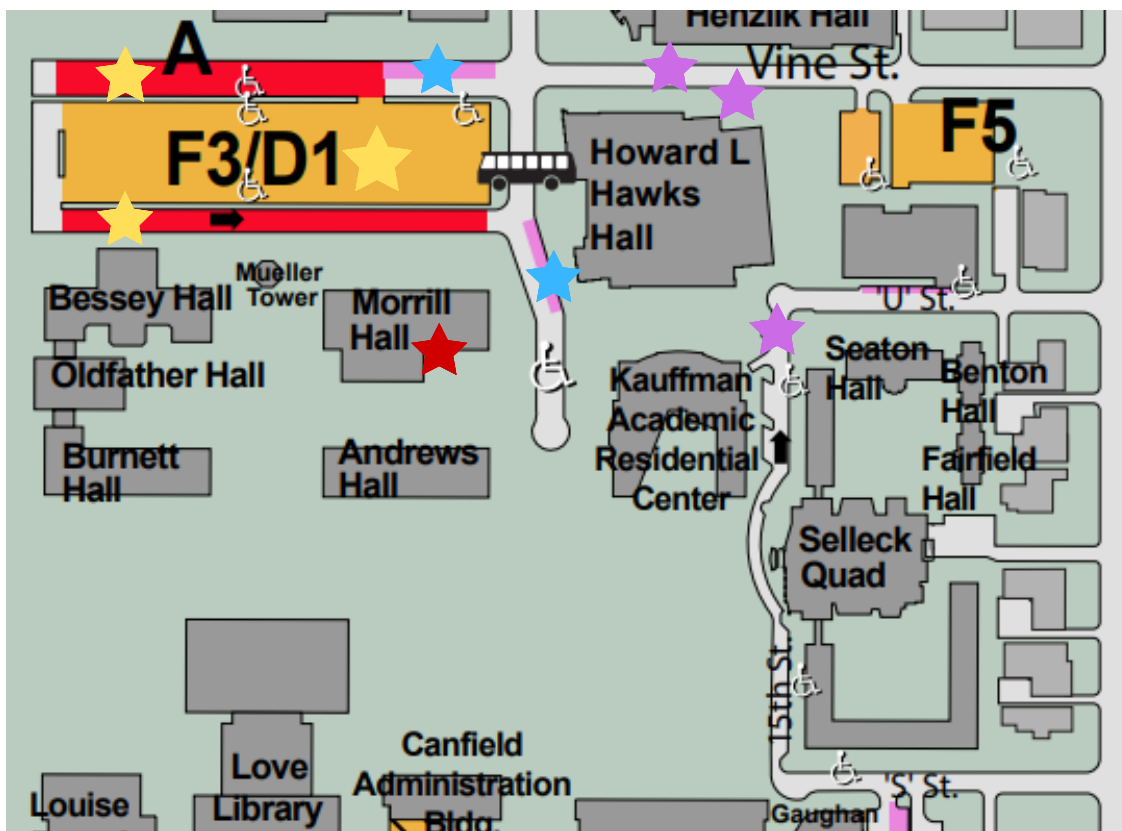 Henzlik Hall
A
Vine St.
F3/D1
F5
Howard L
Hawks
Hall
Mueller
Tower
Bessey Hall
Morrill
Hall
'U' St.
Oldfather Hall
Kauffman
Academic
Residential
Center
Seaton
Hall
Benton
Hall
Burnett
Hall
Andrews
Hall
Fairfield
Hall
Selleck
Quad
15th St.
Canfield
Administration
Bldg.
Love
Library
Louise
'S' St.
Gaughan